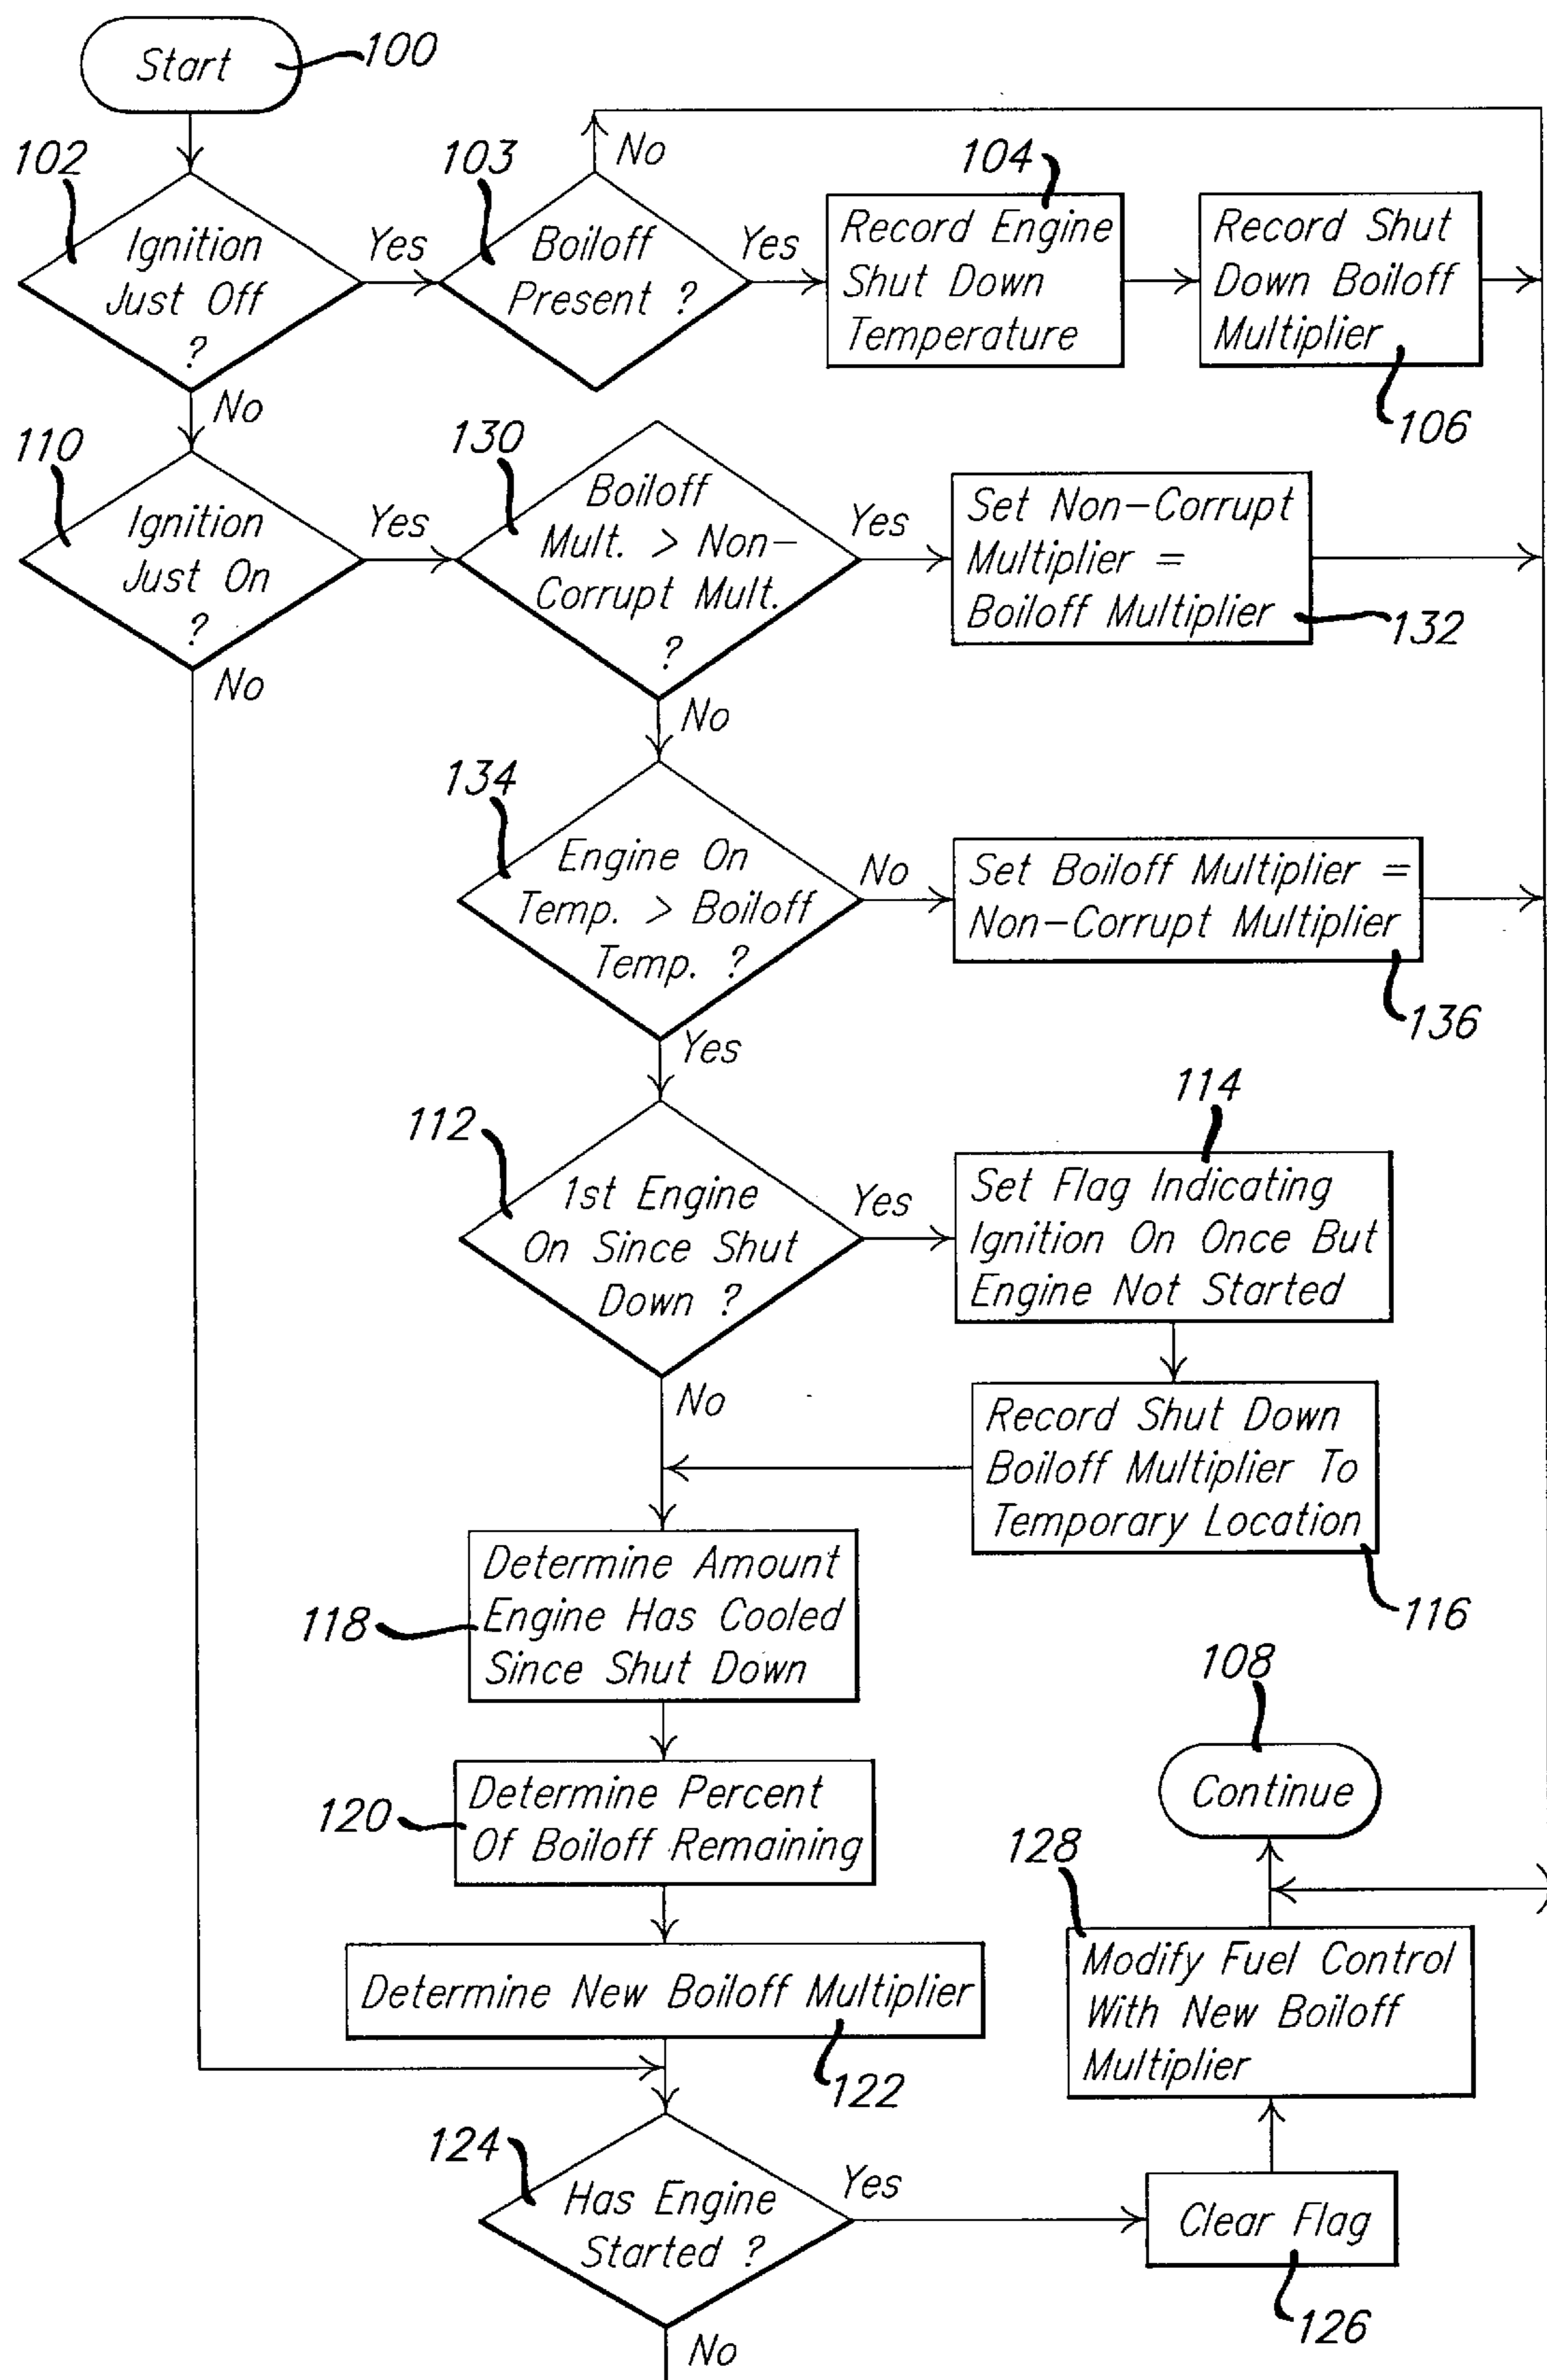 Start
100
102
Ignition
Just Off
?
Yes
No
103
Boiloff
Present ?
No
Yes
104
Record Engine
Shut Down
Temperature
Record Shut
Down Boiloff
Multiplier
106
110
Ignition
Just On
?
Yes
No
130
Boiloff
Mult. > Non-
Corrupt Mult.
?
Yes
No
Set Non-Corrupt
Multiplier =
Boiloff Multiplier
132
134
Engine On
Temp. > Boiloff
Temp. ?
No
Yes
Set Boiloff Multiplier =
Non-Corrupt Multiplier
136
112
1st Engine
On Since Shut
Down ?
Yes
No
114
Set Flag Indicating
Ignition On Once But
Engine Not Started
Record Shut Down
Boiloff Multiplier To
Temporary Location
116
118
Determine Amount
Engine Has Cooled
Since Shut Down
120
Determine Percent
Of Boiloff Remaining
Determine New Boiloff Multiplier
122
108
Continue
128
Modify Fuel Control
With New Boiloff
Multiplier
124
Has Engine
Started ?
Yes
No
Clear Flag
126